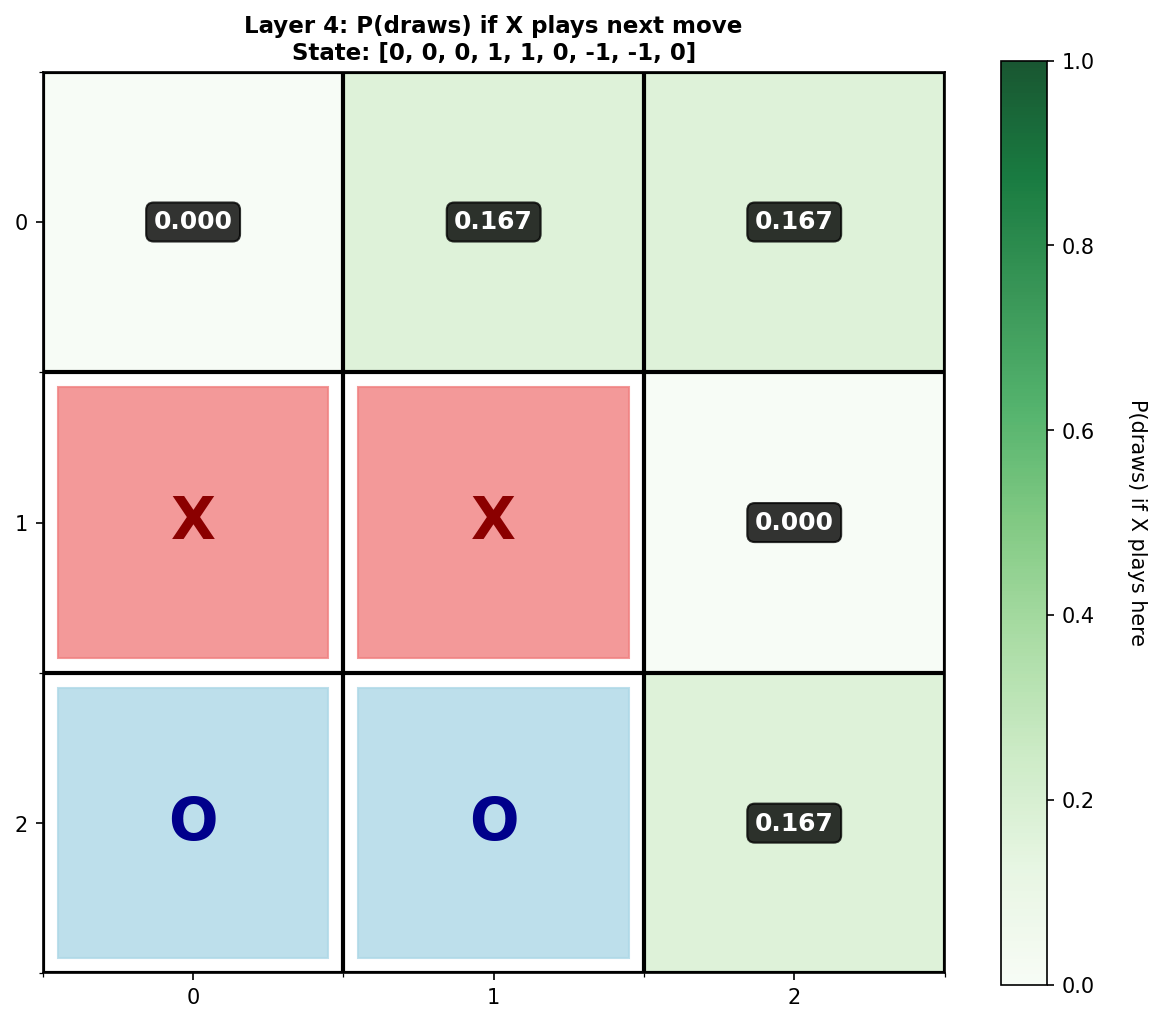 Layer 4: P(draws) if X plays next move
State: [0, 0, 0, 1, 1, 0, -1, -1, 0]
0
0.000
0.167
0.167
1
X
X
0.000
2
O
O
0.167
0
1
2
1.0
0.8
0.6
0.4
0.2
0.0
P(draws) if X plays here